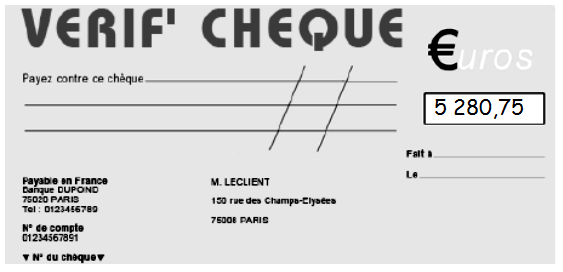 VERIF' CHEQUE
€uros
Payez contre ce chèque
5 280,75
Fait à
Le
Payable en France
Banque DUPOND
75020 PARIS
Tel : 0123456789
M. LECLIENT
150 rue des Champs-Elysées
75008 PARIS
N° de compte
01234567891
▼ N° du chèque▼